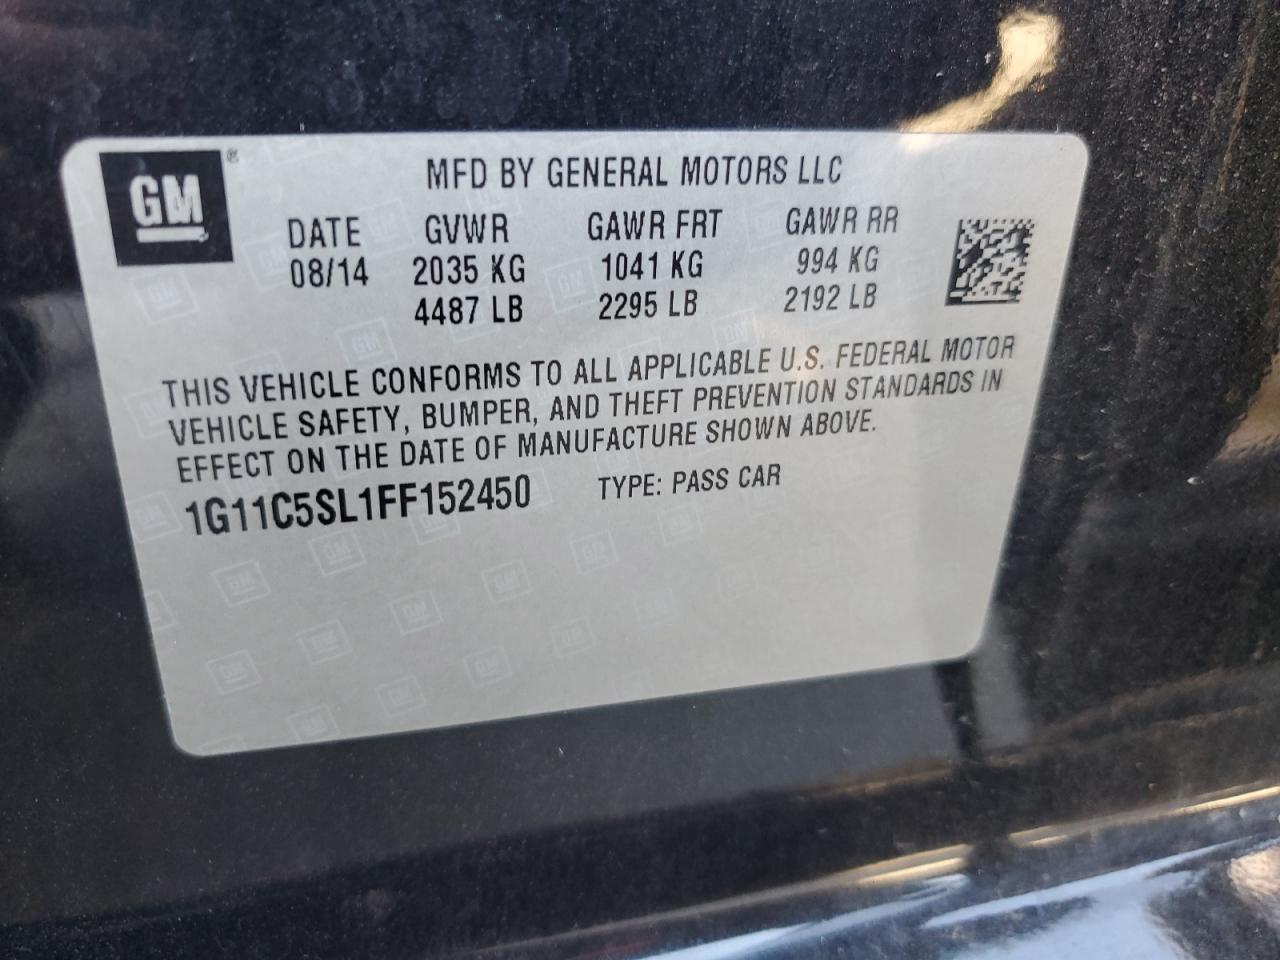 GM ®
MFD BY GENERAL MOTORS LLC
DATE GVWR GAWR FRT GAWR RR
08/14 2035 KG 1041 KG 994 KG
4487 LB 2295 LB 2192 LB
THIS VEHICLE CONFORMS TO ALL APPLICABLE U.S. FEDERAL MOTOR
VEHICLE SAFETY, BUMPER, AND THEFT PREVENTION STANDARDS IN
EFFECT ON THE DATE OF MANUFACTURE SHOWN ABOVE.
1G11C5SL1FF152450 TYPE: PASS CAR